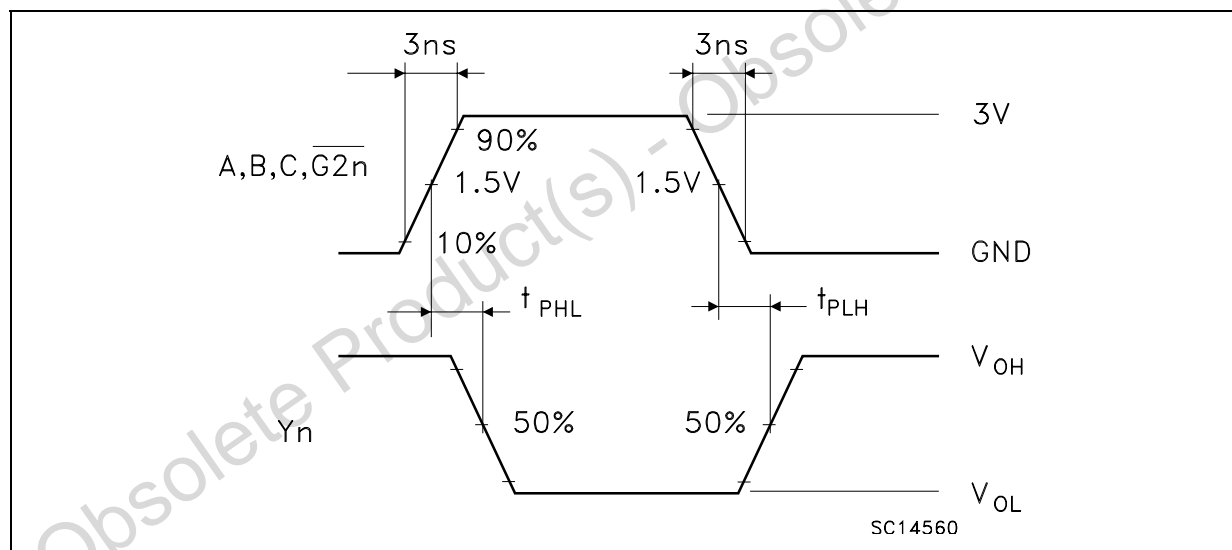 3ns
3ns
3V
90%
A,B,C,G2n
1.5V
1.5V
10%
GND
tPHL
tPLH
VOH
Yn
50%
50%
VOL
SC14560
Obsolete Product(s) - Obsole